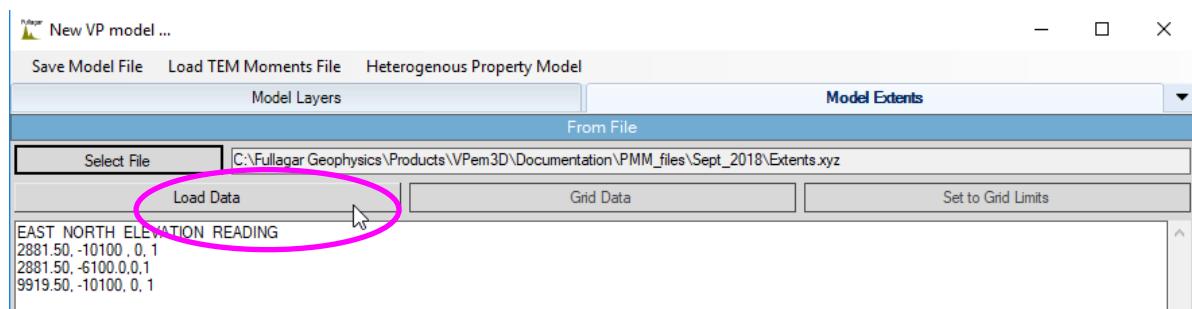 New VP model ...
Save Model File Load TEM Moments File Heterogenous Property Model
Model Layers Model Extents
From File
Select File C:\Fullagar Geophysics\Products\VPem3D\Documentation\PMM_files\Sept_2018\Extents.xyz
Load Data Grid Data Set to Grid Limits
EAST NORTH ELEVATION READING
2881.50, -10100 , 0, 1
2881.50, -6100.0,0,1
9919.50, -10100, 0, 1